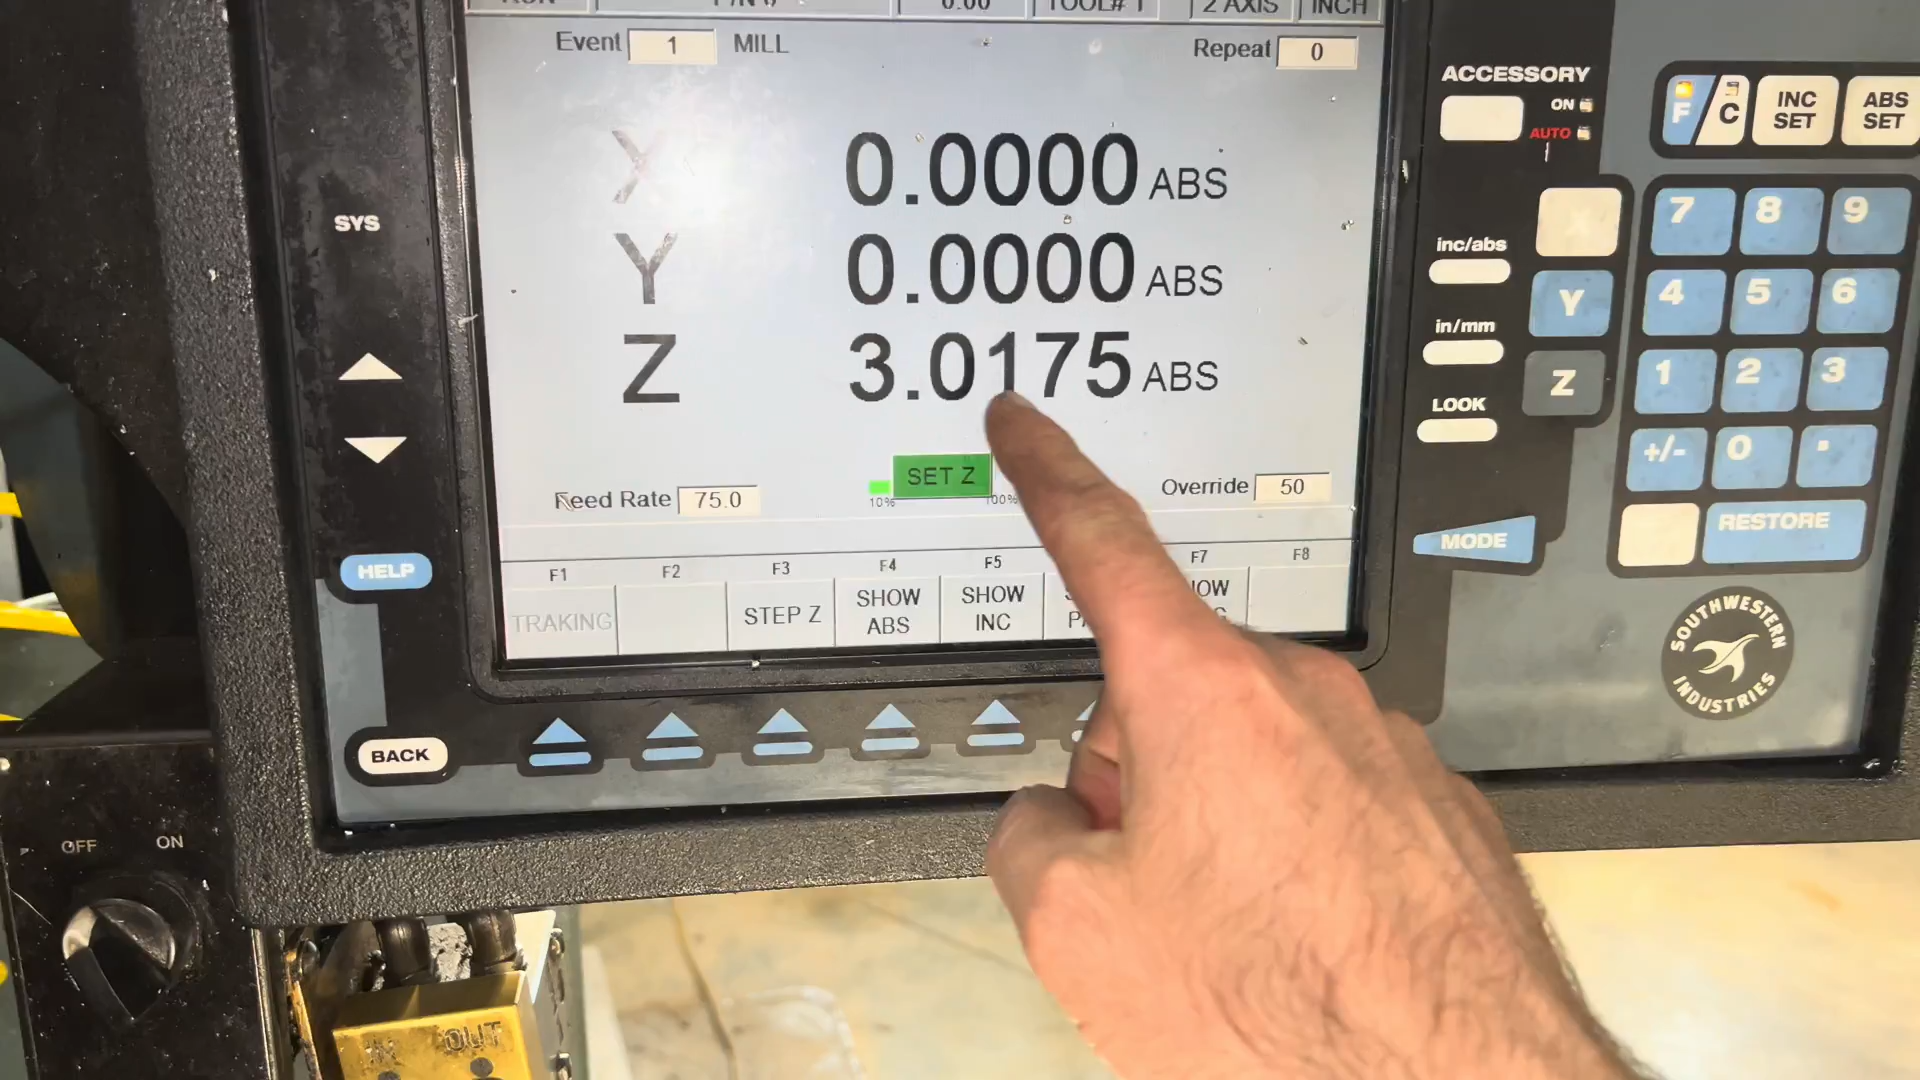 RUN P/N 0 0.00 TOOL# 1 2 AXIS INCH
Event 1 MILL Repeat 0
X 0.0000 ABS
Y 0.0000 ABS
Z 3.0175 ABS
SET Z
Feed Rate 75.0 10% 100% Override 50
F1 F2 F3 F4 F5 F7 F8
TRAKING
STEP Z
SHOW
ABS
SHOW
INC
SYS
HELP
BACK
OFF ON
IN OUT
ACCESSORY
ON
AUTO
F/C
INC
SET
ABS
SET
inc/abs
in/mm
LOOK
MODE
Y
Z
7 8 9
4 5 6
1 2 3
+/- 0 .
RESTORE
SOUTHWESTERN
INDUSTRIES